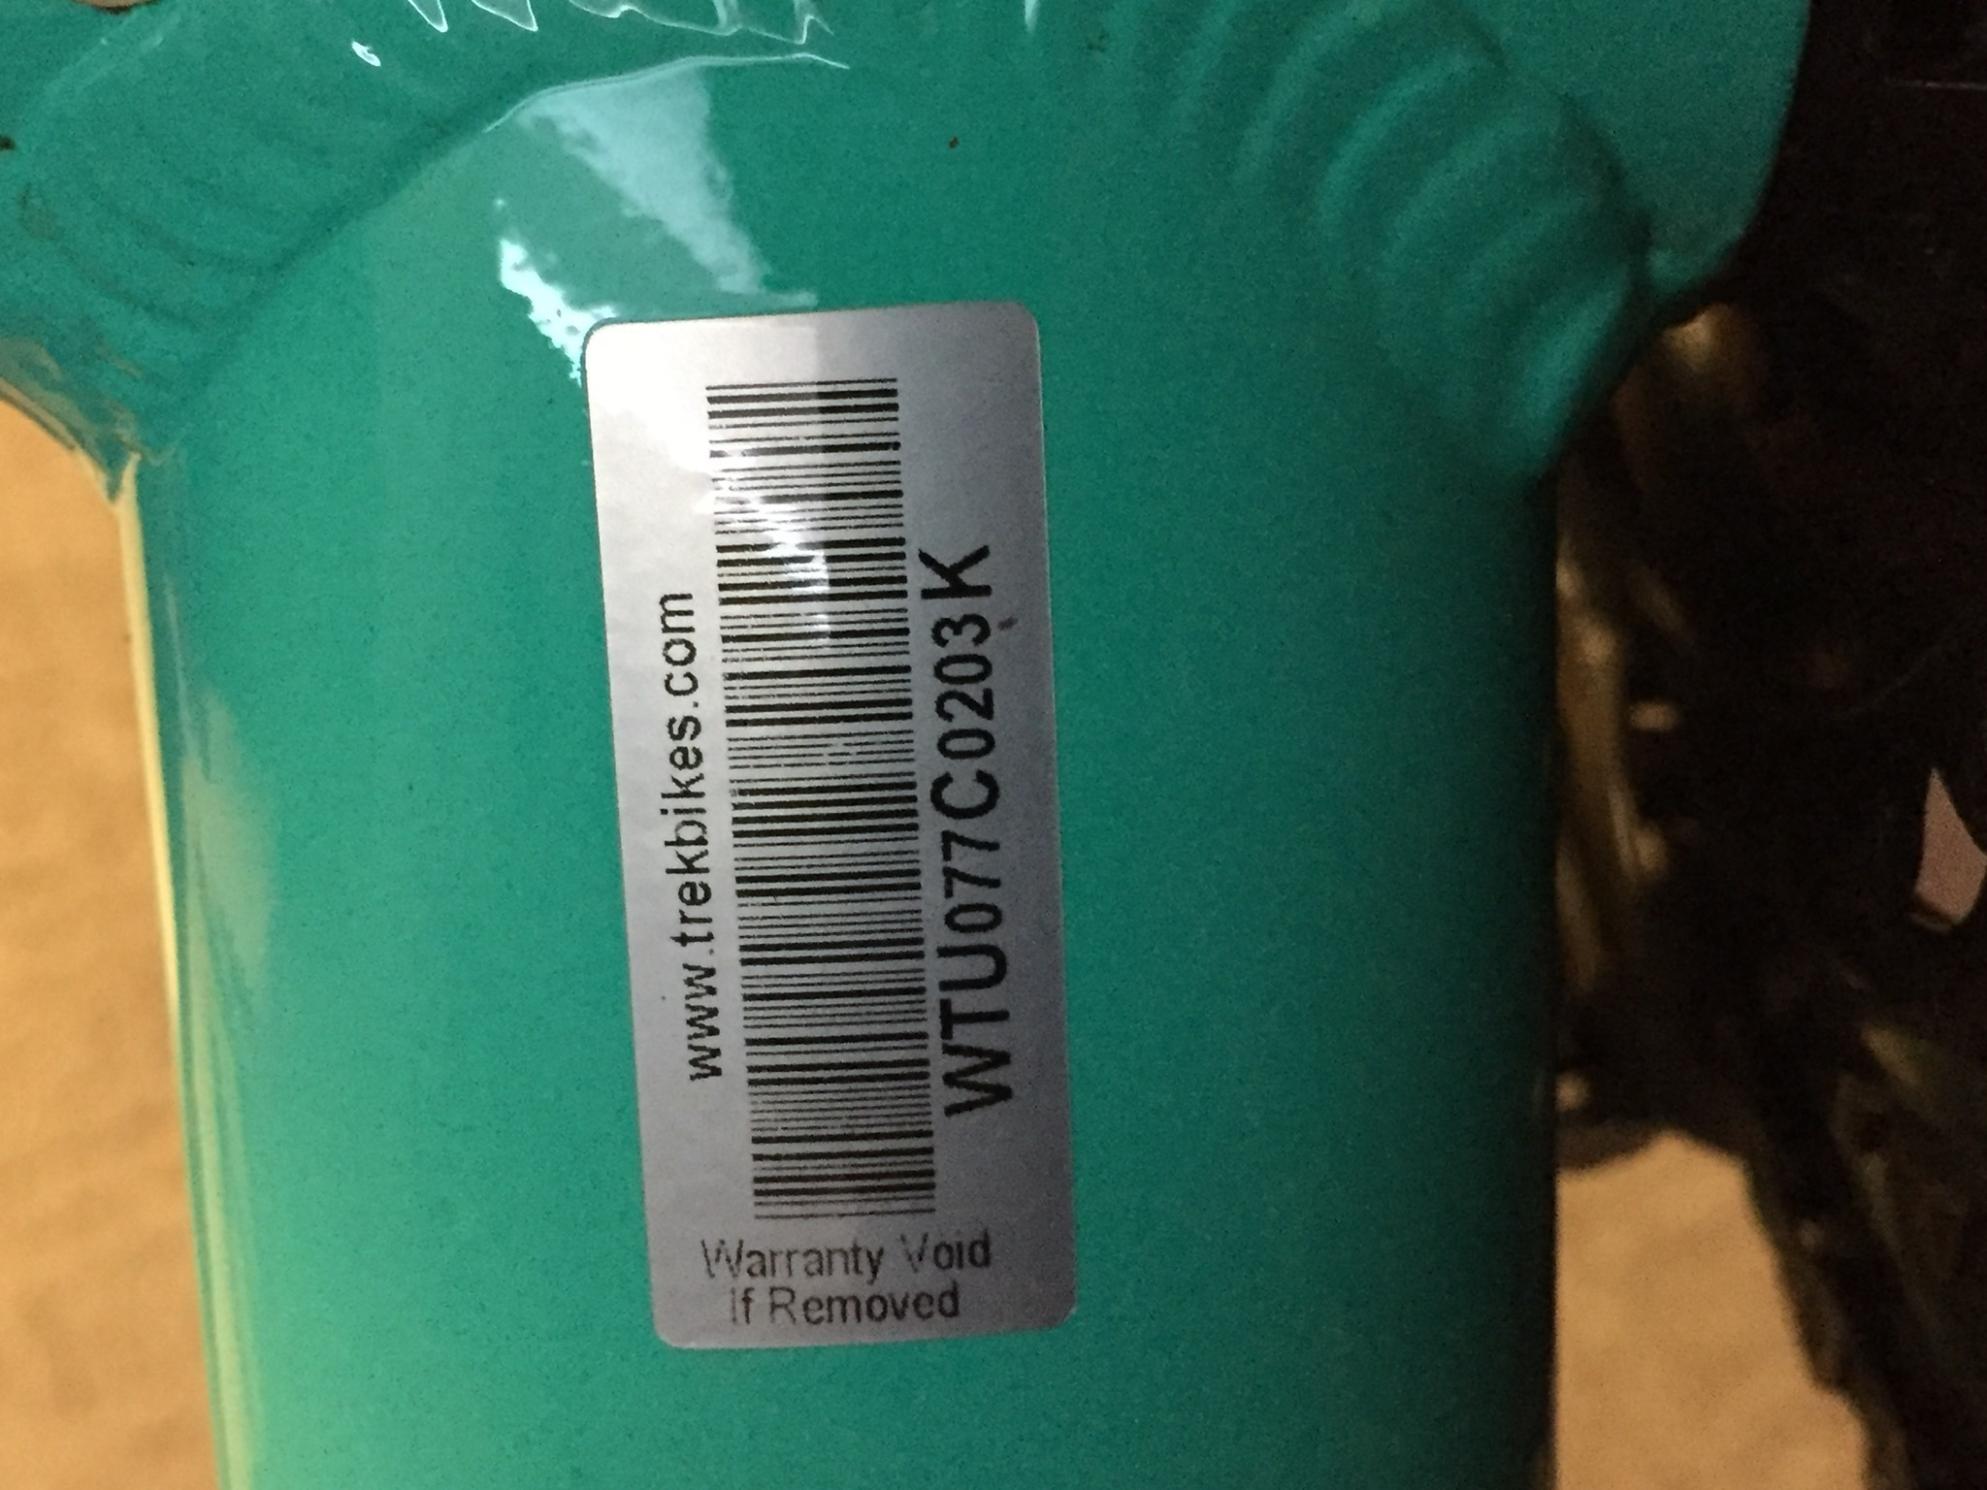 www.trekbikes.com
WTU077C0203K
Warranty Void
If Removed